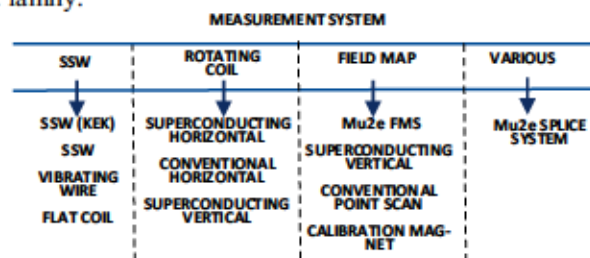 family.
MEASUREMENT SYSTEM
SSW
ROTATING
COIL
FIELD MAP
VARIOUS
SSW (KEK)
SSW
VIBRATING
WIRE
FLAT COIL
SUPERCONDUCTING
HORIZONTAL
CONVENTIONAL
HORIZONTAL
SUPERCONDUCTING
VERTICAL
Mu2e FMS
SUPERCONDUCTING
VERTICAL
CONVENTIONAL
POINT SCAN
CALIBRATION MAG-
NET
Mu2e SPLICE
SYSTEM